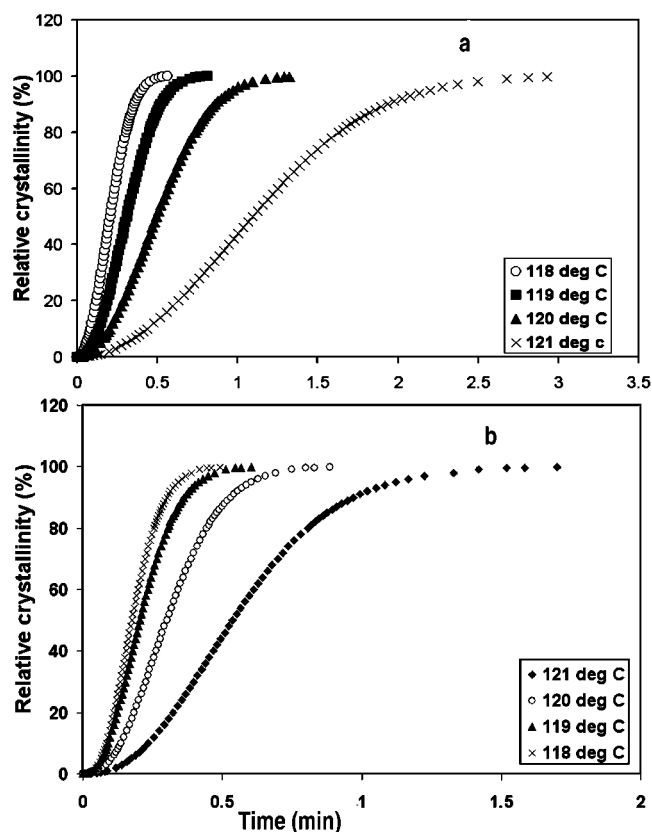 a
120
100
80
60
40
20
0
Relative crystallinity (%)
0 0.5 1 1.5 2 2.5 3 3.5
118 deg C
119 deg C
120 deg C
121 deg c
b
120
100
80
60
40
20
0
Relative crystallinity (%)
121 deg C
120 deg C
119 deg C
118 deg C
0 0.5 1 1.5 2
Time (min)